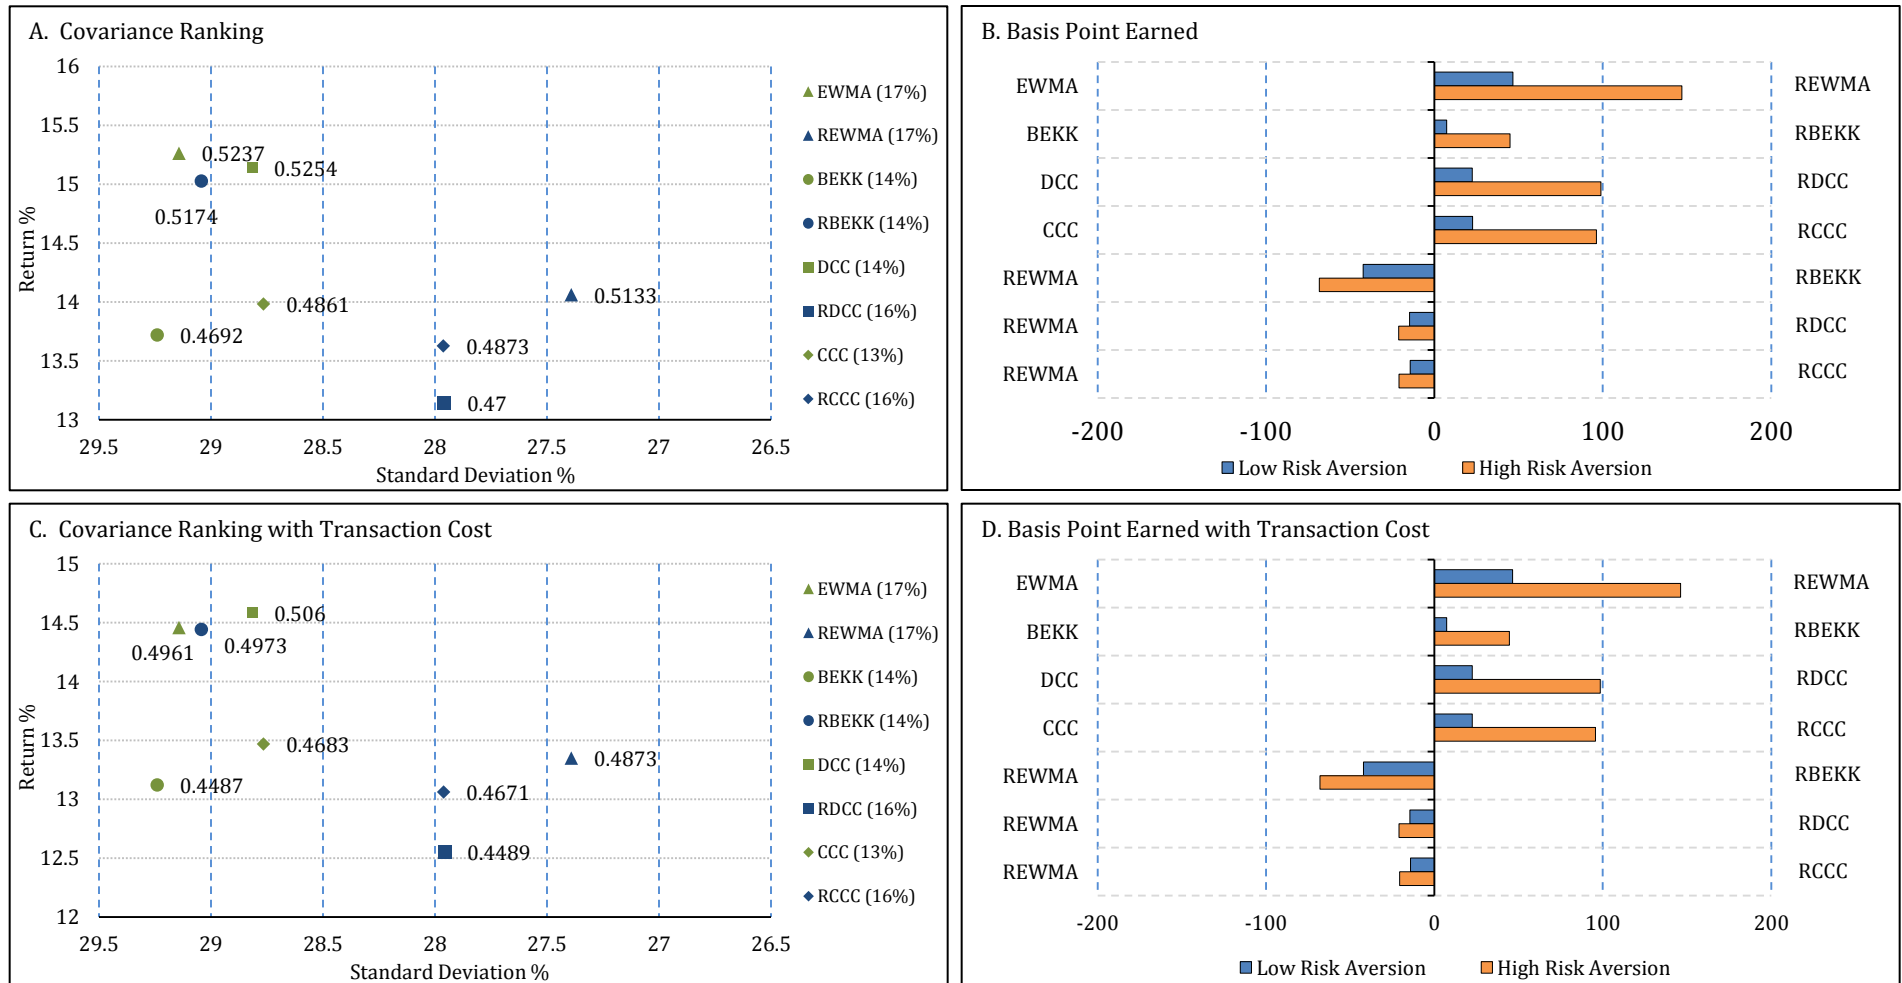 A. Covariance Ranking
16
15.5
15
14.5
14
13.5
13
Return %
0.5237
0.5254
0.5174
0.4861
0.5133
0.4692
0.4873
0.47
29.5 29 28.5 28 27.5 27 26.5
Standard Deviation %
EWMA (17%)
REWMA (17%)
BEKK (14%)
RBEKK (14%)
DCC (14%)
RDCC (16%)
CCC (13%)
RCCC (16%)
B. Basis Point Earned
EWMA REWMA
BEKK RBEKK
DCC RDCC
CCC RCCC
REWMA RBEKK
REWMA RDCC
REWMA RCCC
-200 -100 0 100 200
Low Risk Aversion High Risk Aversion
C. Covariance Ranking with Transaction Cost
15
14.5
14
13.5
13
12.5
12
Return %
0.506
0.4961
0.4973
0.4683
0.4873
0.4487
0.4671
0.4489
29.5 29 28.5 28 27.5 27 26.5
Standard Deviation %
EWMA (17%)
REWMA (17%)
BEKK (14%)
RBEKK (14%)
DCC (14%)
RDCC (16%)
CCC (13%)
RCCC (16%)
D. Basis Point Earned with Transaction Cost
EWMA REWMA
BEKK RBEKK
DCC RDCC
CCC RCCC
REWMA RBEKK
REWMA RDCC
REWMA RCCC
-200 -100 0 100 200
Low Risk Aversion High Risk Aversion